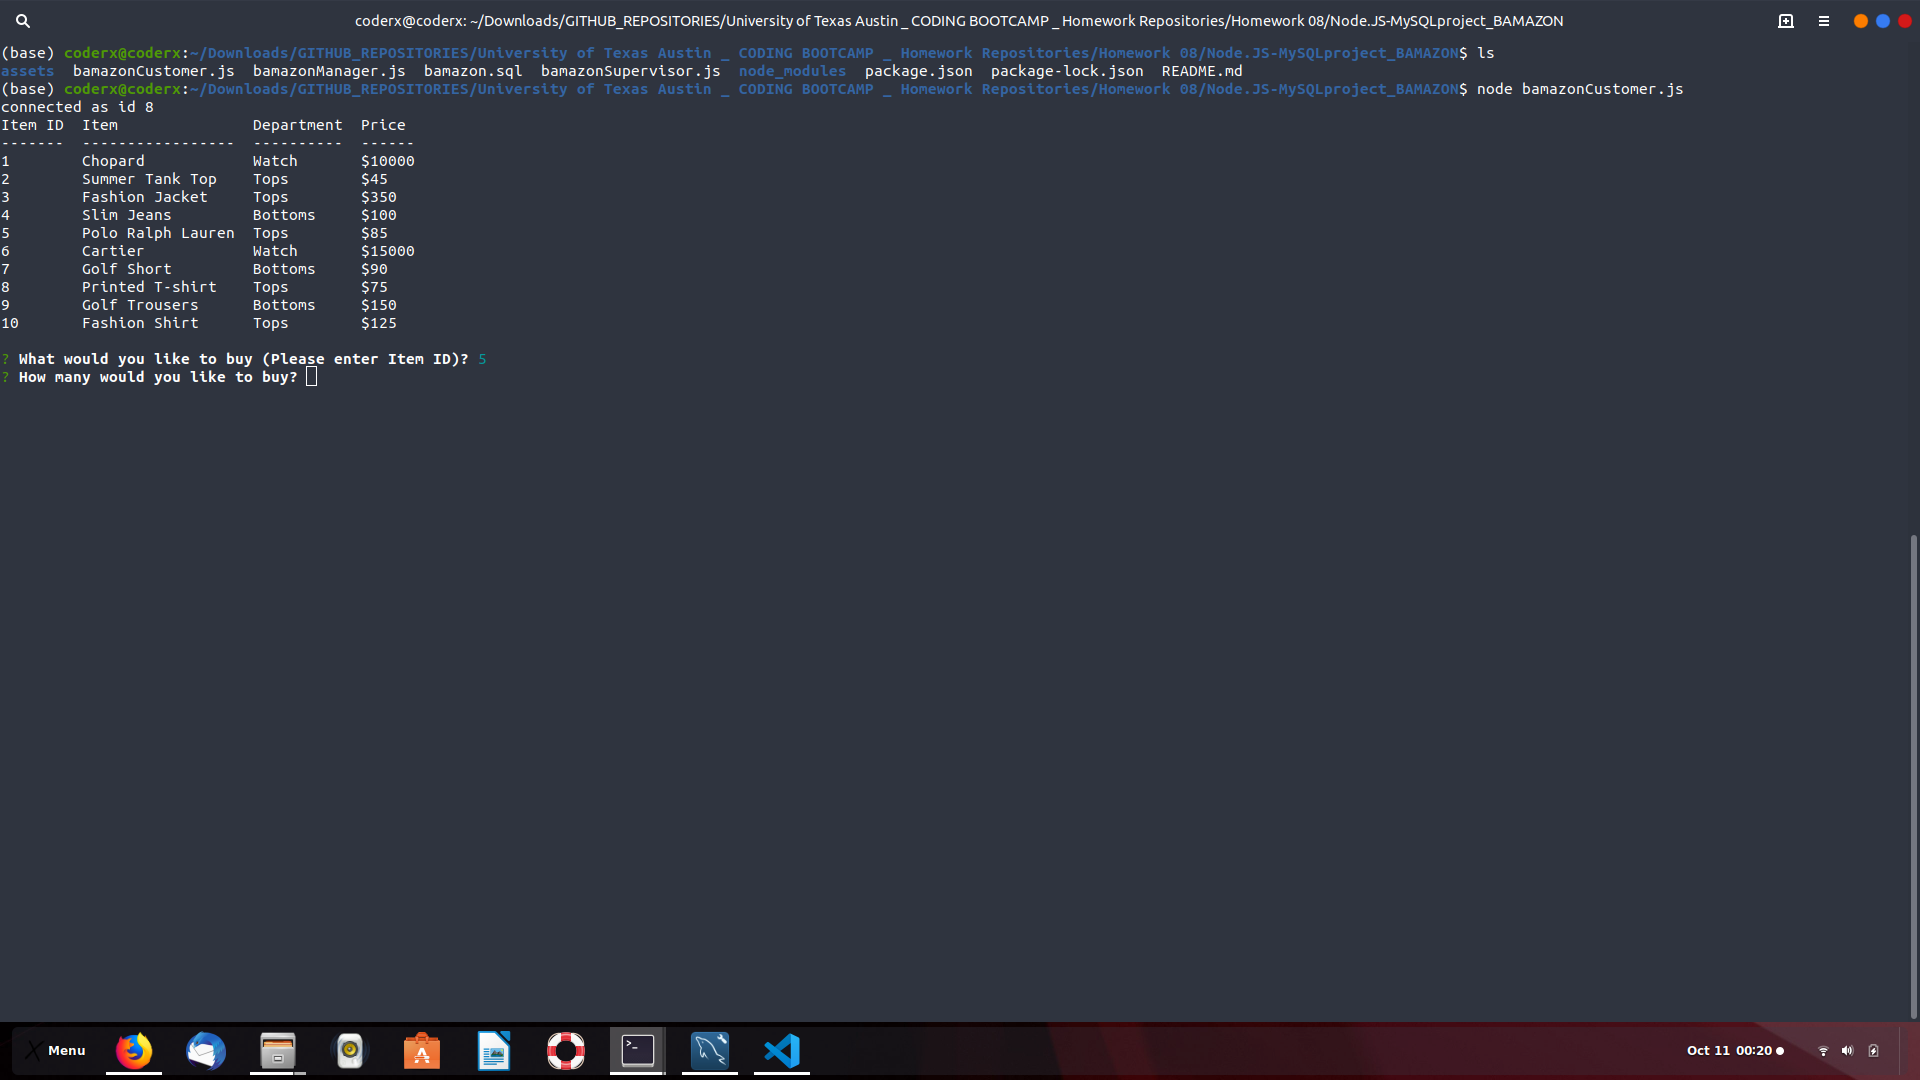 coderx@coderx: ~/Downloads/GITHUB_REPOSITORIES/University of Texas Austin _ CODING BOOTCAMP _ Homework Repositories/Homework 08/Node.JS-MySQLproject_BAMAZON
(base) coderx@coderx:~/Downloads/GITHUB_REPOSITORIES/University of Texas Austin _ CODING BOOTCAMP _ Homework Repositories/Homework 08/Node.JS-MySQLproject_BAMAZON$ ls
assets  bamazonCustomer.js  bamazonManager.js  bamazon.sql  bamazonSupervisor.js  node_modules  package.json  package-lock.json  README.md
(base) coderx@coderx:~/Downloads/GITHUB_REPOSITORIES/University of Texas Austin _ CODING BOOTCAMP _ Homework Repositories/Homework 08/Node.JS-MySQLproject_BAMAZON$ node bamazonCustomer.js
connected as id 8
Item ID  Item               Department  Price
-------  -----------------  ----------  ------
1        Chopard            Watch       $10000
2        Summer Tank Top    Tops        $45
3        Fashion Jacket     Tops        $350
4        Slim Jeans         Bottoms     $100
5        Polo Ralph Lauren  Tops        $85
6        Cartier            Watch       $15000
7        Golf Short         Bottoms     $90
8        Printed T-shirt    Tops        $75
9        Golf Trousers      Bottoms     $150
10       Fashion Shirt      Tops        $125
? What would you like to buy (Please enter Item ID)? 5
? How many would you like to buy?
Menu
Oct 11 00:20